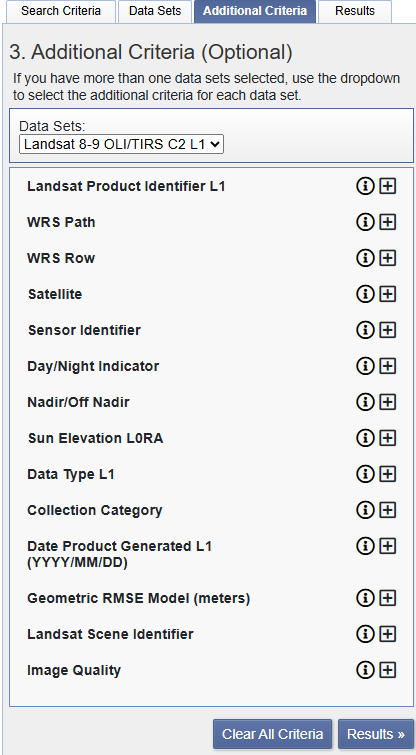 Search Criteria Data Sets Additional Criteria Results
3. Additional Criteria (Optional)
If you have more than one data sets selected, use the dropdown
to select the additional criteria for each data set.
Data Sets:
Landsat 8-9 OLI/TIRS C2 L1
Landsat Product Identifier L1
WRS Path
WRS Row
Satellite
Sensor Identifier
Day/Night Indicator
Nadir/Off Nadir
Sun Elevation L0RA
Data Type L1
Collection Category
Date Product Generated L1
(YYYY/MM/DD)
Geometric RMSE Model (meters)
Landsat Scene Identifier
Image Quality
Clear All Criteria Results »